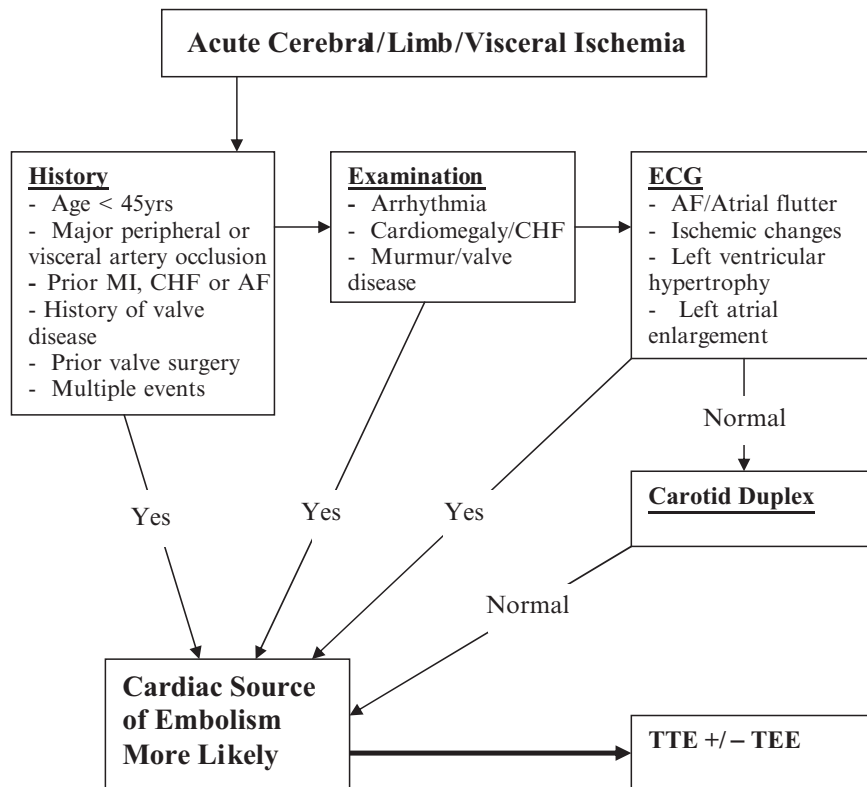 Acute Cerebral/Limb/Visceral Ischemia
History
- Age < 45yrs
- Major peripheral or
visceral artery occlusion
- Prior MI, CHF or AF
- History of valve
disease
- Prior valve surgery
- Multiple events
Examination
- Arrhythmia
- Cardiomegaly/CHF
- Murmur/valve
disease
ECG
- AF/Atrial flutter
- Ischemic changes
- Left ventricular
hypertrophy
- Left atrial
enlargement
Normal
Carotid Duplex
Yes
Yes
Yes
Normal
Cardiac Source
of Embolism
More Likely
TTE +/− TEE